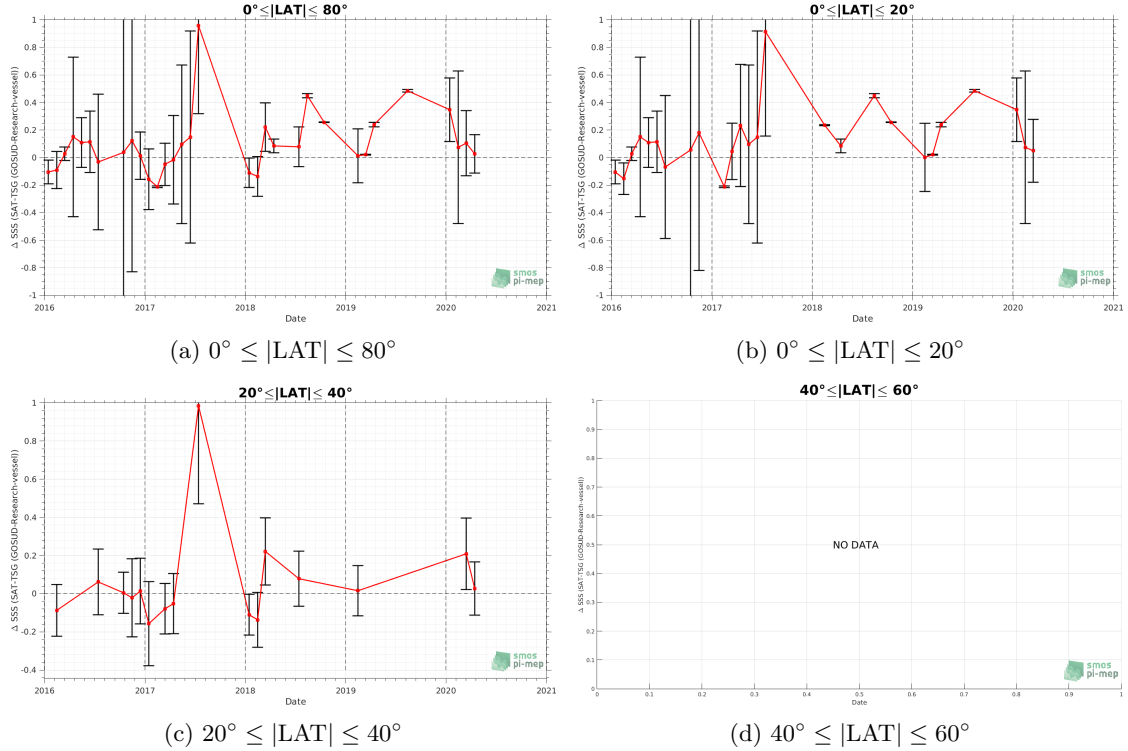 0°≤|LAT|≤ 80°
Δ SSS (SAT-TSG (GOSUD-Research-vessel))
1
0.8
0.6
0.4
0.2
0
-0.2
-0.4
-0.6
-0.8
-1
2016 2017 2018 2019 2020 2021
Date
smos
pi-mep
(a) 0° ≤ |LAT| ≤ 80°
0°≤|LAT|≤ 20°
Δ SSS (SAT-TSG (GOSUD-Research-vessel))
1
0.8
0.6
0.4
0.2
0
-0.2
-0.4
-0.6
-0.8
-1
2016 2017 2018 2019 2020 2021
Date
smos
pi-mep
(b) 0° ≤ |LAT| ≤ 20°
20°≤|LAT|≤ 40°
Δ SSS (SAT-TSG (GOSUD-Research-vessel))
1
0.8
0.6
0.4
0.2
0
-0.2
-0.4
2016 2017 2018 2019 2020 2021
Date
smos
pi-mep
(c) 20° ≤ |LAT| ≤ 40°
40°≤|LAT|≤ 60°
Δ SSS (SAT-TSG (GOSUD-Research-vessel))
1
0.9
0.8
0.7
0.6
0.5
0.4
0.3
0.2
0.1
0
NO DATA
0 0.1 0.2 0.3 0.4 0.5 0.6 0.7 0.8 0.9 1
Date
smos
pi-mep
(d) 40° ≤ |LAT| ≤ 60°